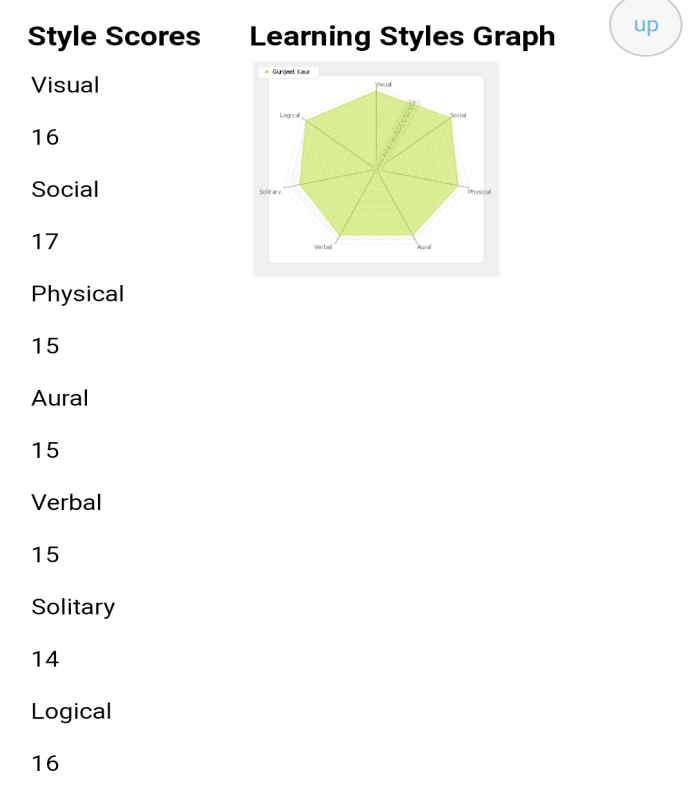 up
Style Scores
Visual
16
Social
17
Physical
15
Aural
15
Verbal
15
Solitary
14
Logical
16
Learning Styles Graph
Gunjeet Kaur
Visual
Social
Physical
Aural
Verbal
Solitary
Logical